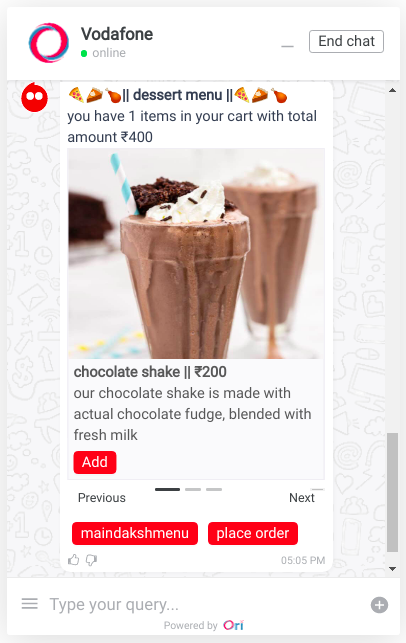 Vodafone
online
End chat
|| dessert menu ||
you have 1 items in your cart with total
amount ₹400
chocolate shake || ₹200
our chocolate shake is made with
actual chocolate fudge, blended with
fresh milk
Add
Previous
Next
maindakshmenu
place order
05:05 PM
Type your query...
Powered by Ori